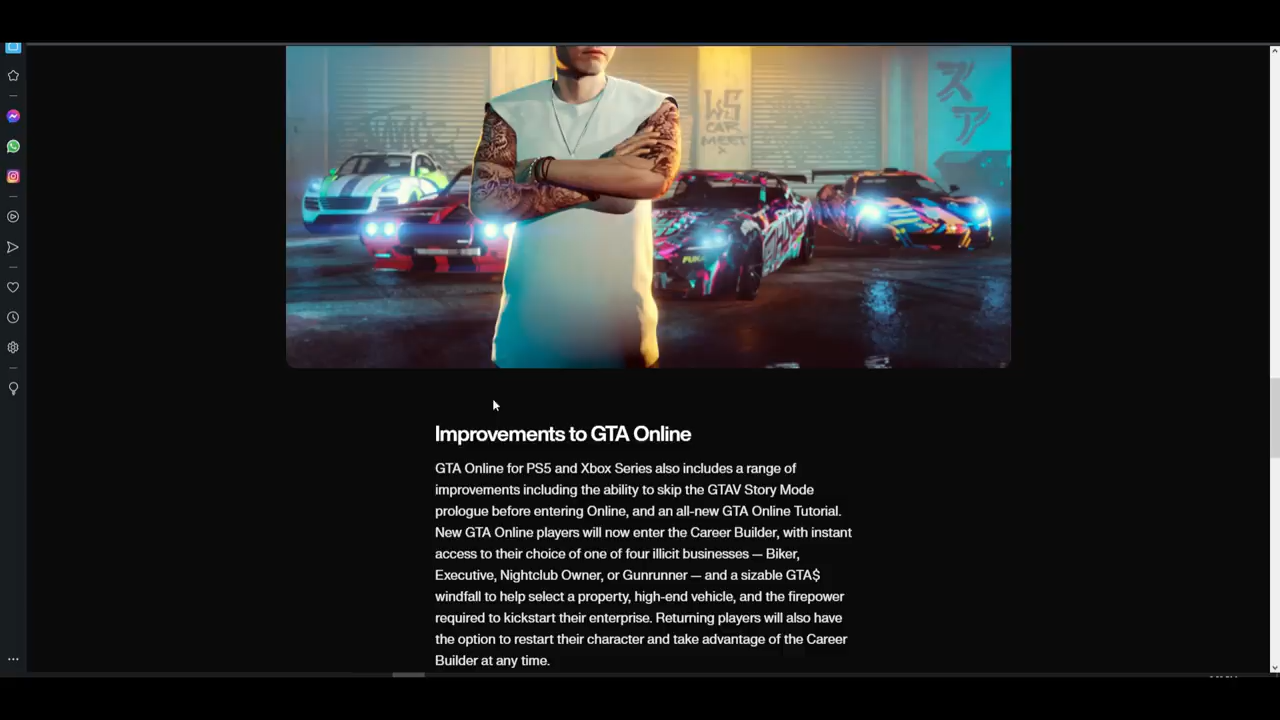 LS
CAR
MEET
スア
Improvements to GTA Online
GTA Online for PS5 and Xbox Series also includes a range of
improvements including the ability to skip the GTAV Story Mode
prologue before entering Online, and an all-new GTA Online Tutorial.
New GTA Online players will now enter the Career Builder, with instant
access to their choice of one of four illicit businesses — Biker,
Executive, Nightclub Owner, or Gunrunner — and a sizable GTA$
windfall to help select a property, high-end vehicle, and the firepower
required to kickstart their enterprise. Returning players will also have
the option to restart their character and take advantage of the Career
Builder at any time.